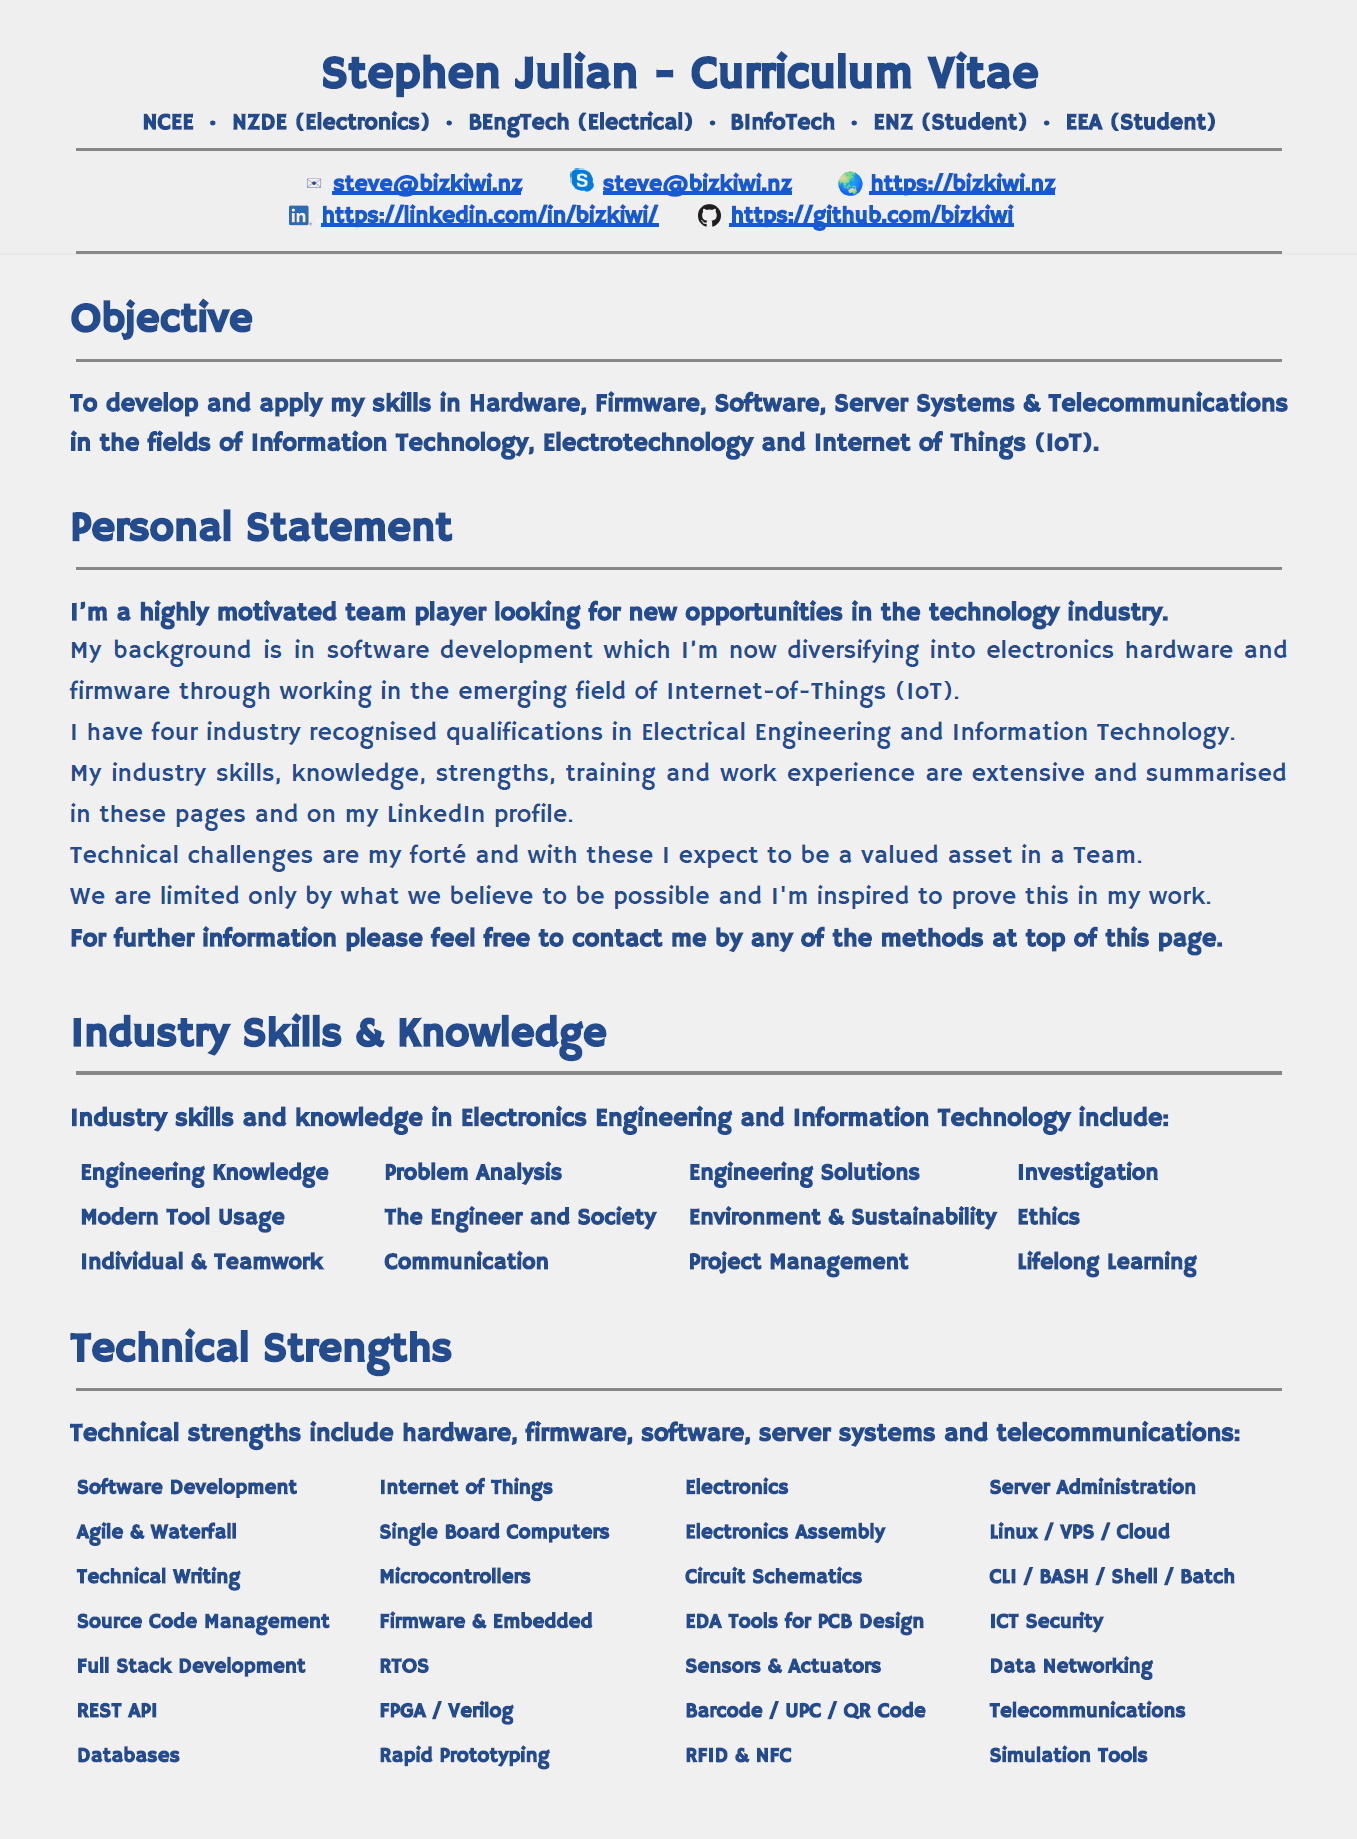 Stephen Julian - Curriculum Vitae
NCEE • NZDE (Electronics) • BEngTech (Electrical) • BInfoTech • ENZ (Student) • EEA (Student)
steve@bizkiwi.nz steve@bizkiwi.nz https://bizkiwi.nz
https://linkedin.com/in/bizkiwi/ https://github.com/bizkiwi
Objective
To develop and apply my skills in Hardware, Firmware, Software, Server Systems & Telecommunications
in the fields of Information Technology, Electrotechnology and Internet of Things (IoT).
Personal Statement
I’m a highly motivated team player looking for new opportunities in the technology industry.
My background is in software development which I'm now diversifying into electronics hardware and
firmware through working in the emerging field of Internet-of-Things (IoT).
I have four industry recognised qualifications in Electrical Engineering and Information Technology.
My industry skills, knowledge, strengths, training and work experience are extensive and summarised
in these pages and on my LinkedIn profile.
Technical challenges are my forté and with these I expect to be a valued asset in a Team.
We are limited only by what we believe to be possible and I'm inspired to prove this in my work.
For further information please feel free to contact me by any of the methods at top of this page.
Industry Skills & Knowledge
Industry skills and knowledge in Electronics Engineering and Information Technology include:
Engineering Knowledge Problem Analysis Engineering Solutions Investigation
Modern Tool Usage The Engineer and Society Environment & Sustainability Ethics
Individual & Teamwork Communication Project Management Lifelong Learning
Technical Strengths
Technical strengths include hardware, firmware, software, server systems and telecommunications:
Software Development Internet of Things Electronics Server Administration
Agile & Waterfall Single Board Computers Electronics Assembly Linux / VPS / Cloud
Technical Writing Microcontrollers Circuit Schematics CLI / BASH / Shell / Batch
Source Code Management Firmware & Embedded EDA Tools for PCB Design ICT Security
Full Stack Development RTOS Sensors & Actuators Data Networking
REST API FPGA / Verilog Barcode / UPC / QR Code Telecommunications
Databases Rapid Prototyping RFID & NFC Simulation Tools